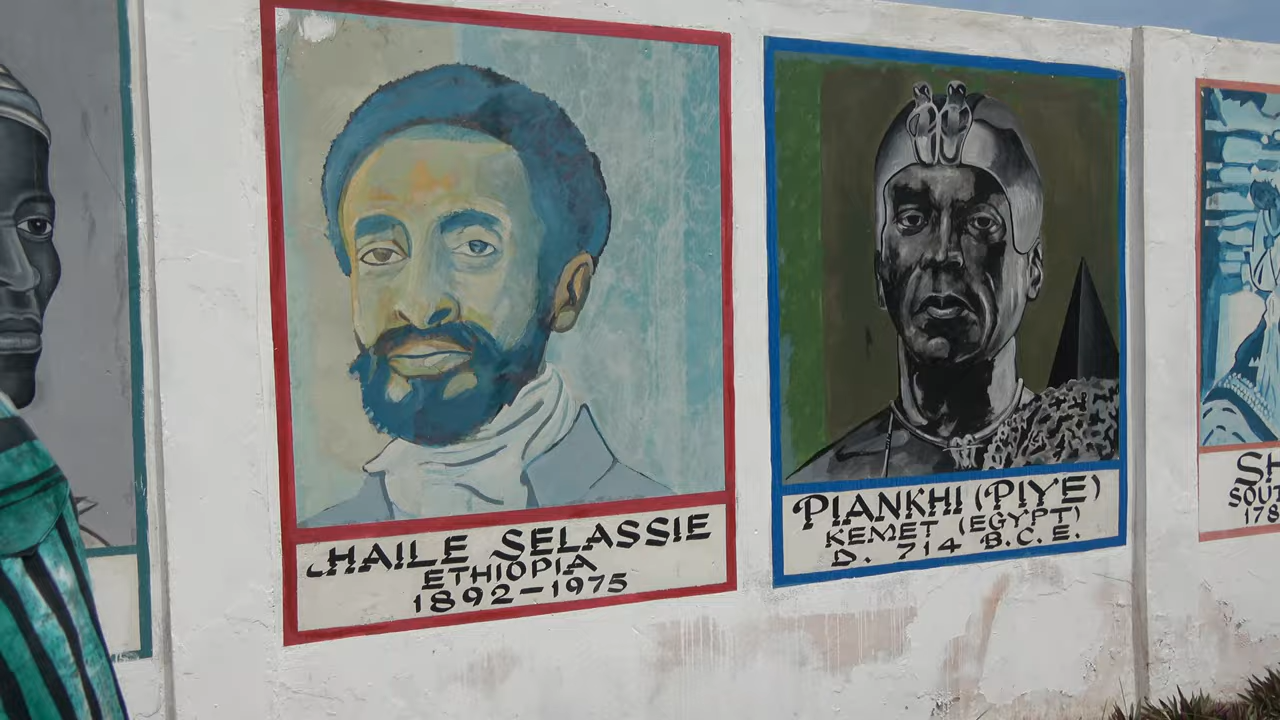 HAILE SELASSIE
ETHIOPIA
1892-1975
PIANKHI (PIYE)
KEMET (EGYPT)
D. 714 B.C.E.